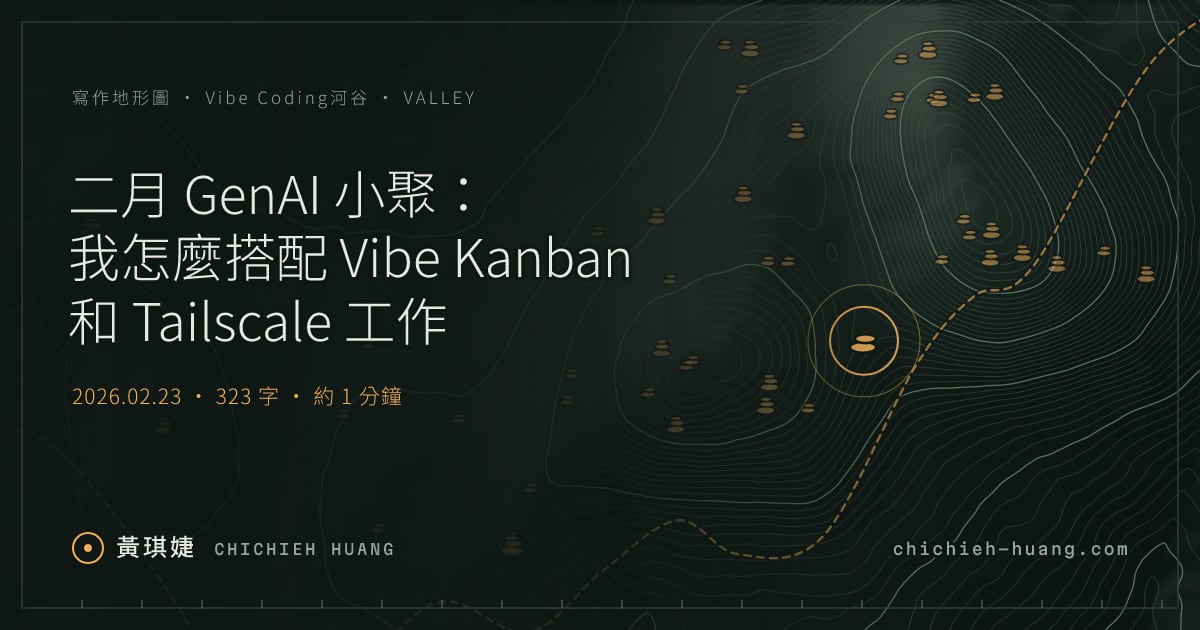 寫作地形圖 · Vibe Coding河谷 · VALLEY
二月 GenAI 小聚：
我怎麼搭配 Vibe Kanban
和 Tailscale 工作
2026.02.23 · 323 字 · 約 1 分鐘
黃琪婕 CHICHIEH HUANG
chichieh-huang.com